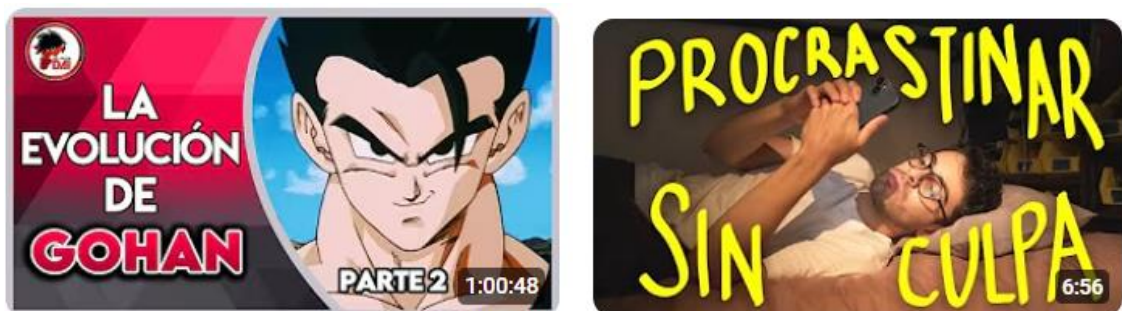 LA
EVOLUCIÓN
DE
GOHAN
PARTE 2
1:00:48
PROCRASTINAR
SIN CULPA
6:56